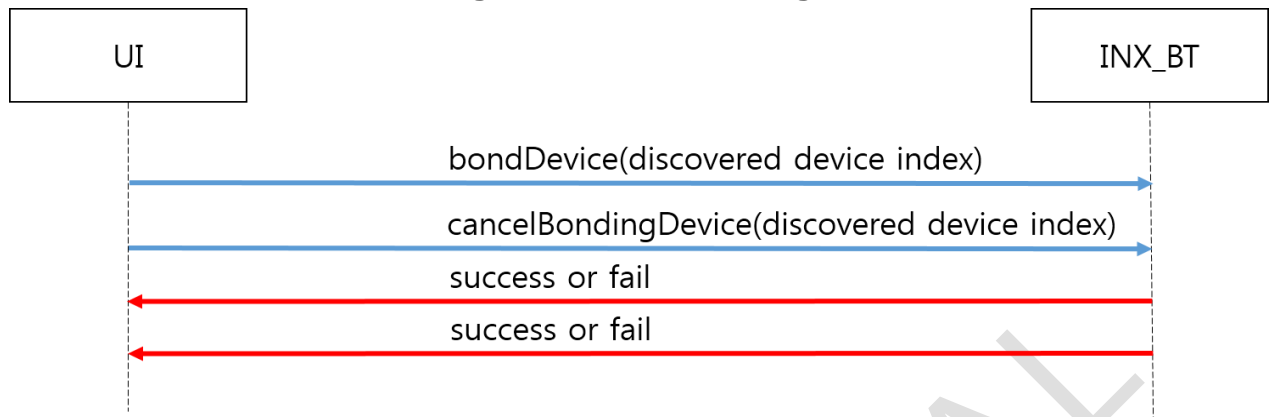 UI
INX_BT
bondDevice(discovered device index)
cancelBondingDevice(discovered device index)
success or fail
success or fail